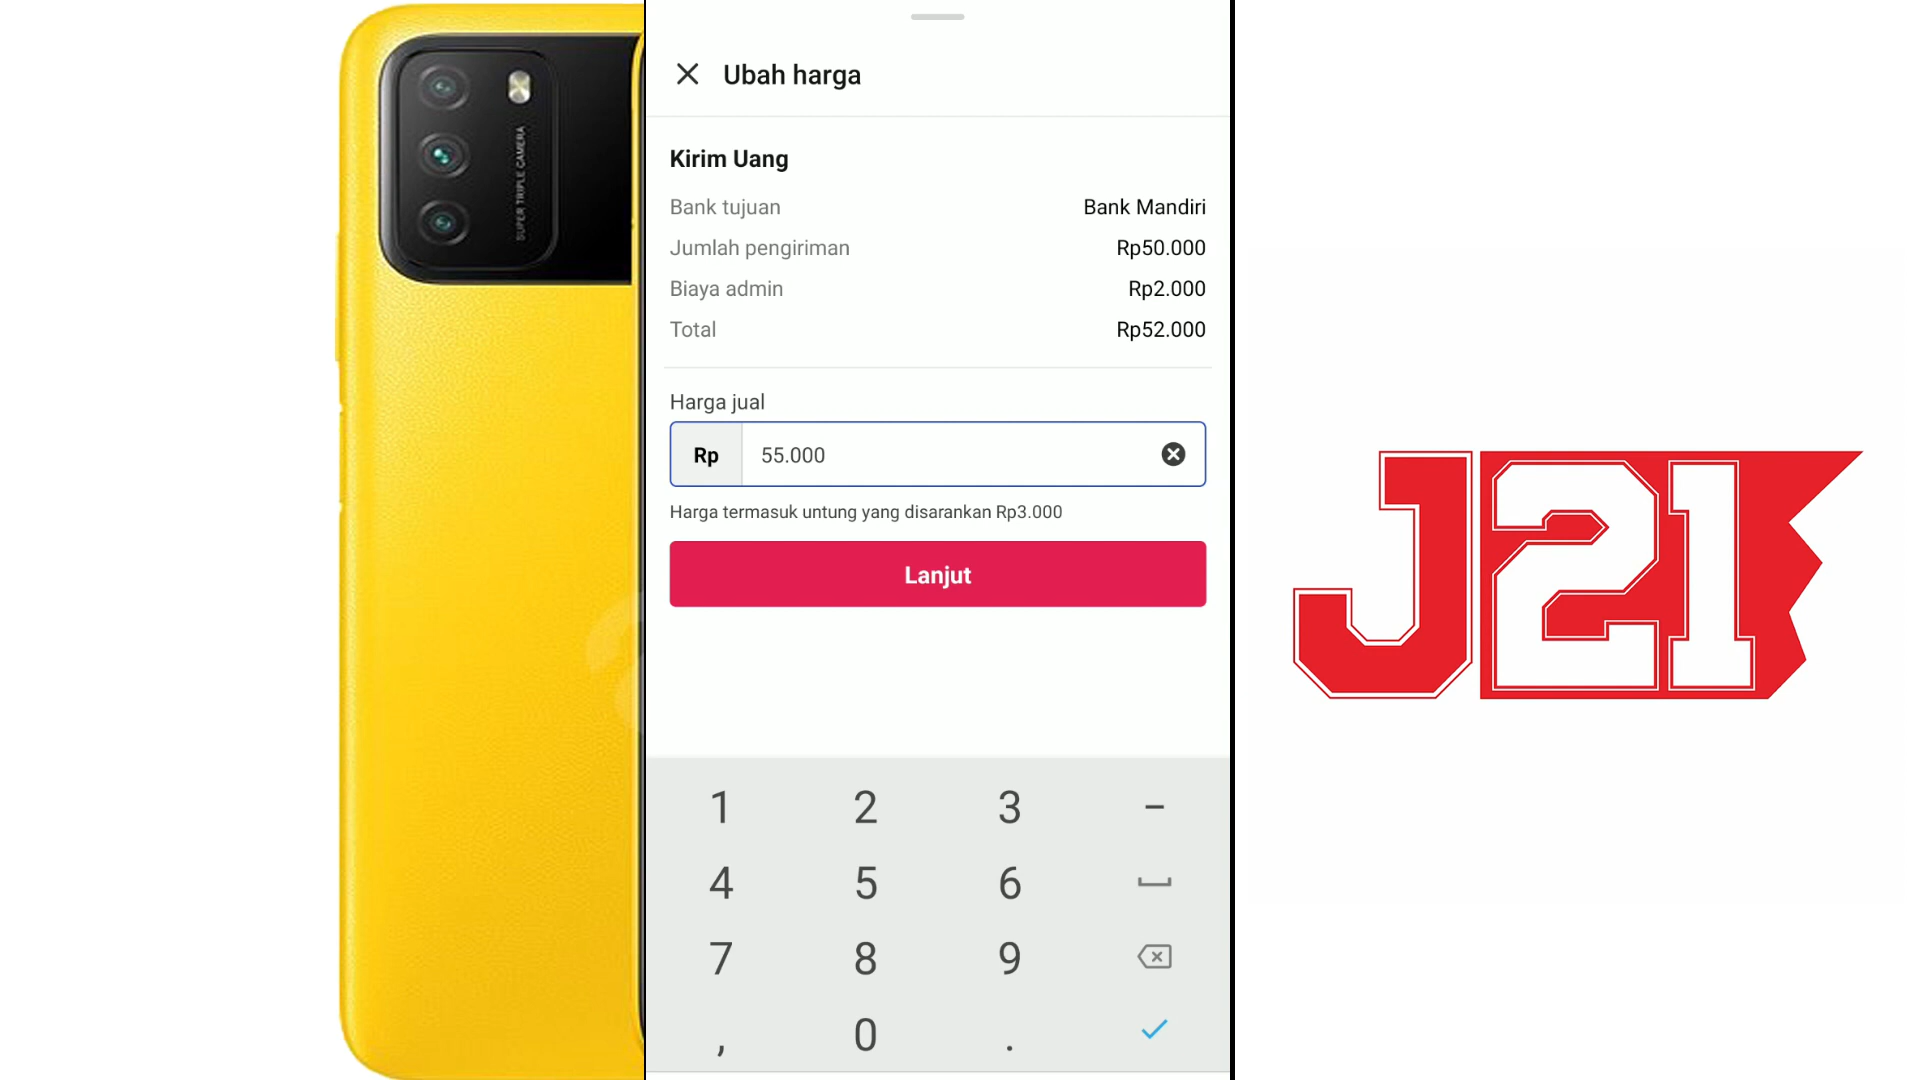 SUPER TRIPLE CAMERA
Ubah harga
Kirim Uang
Bank tujuan Bank Mandiri
Jumlah pengiriman Rp50.000
Biaya admin Rp2.000
Total Rp52.000
Harga jual
Rp 55.000
Harga termasuk untung yang disarankan Rp3.000
Lanjut
1 2 3 -
4 5 6
7 8 9
, 0 .
J21